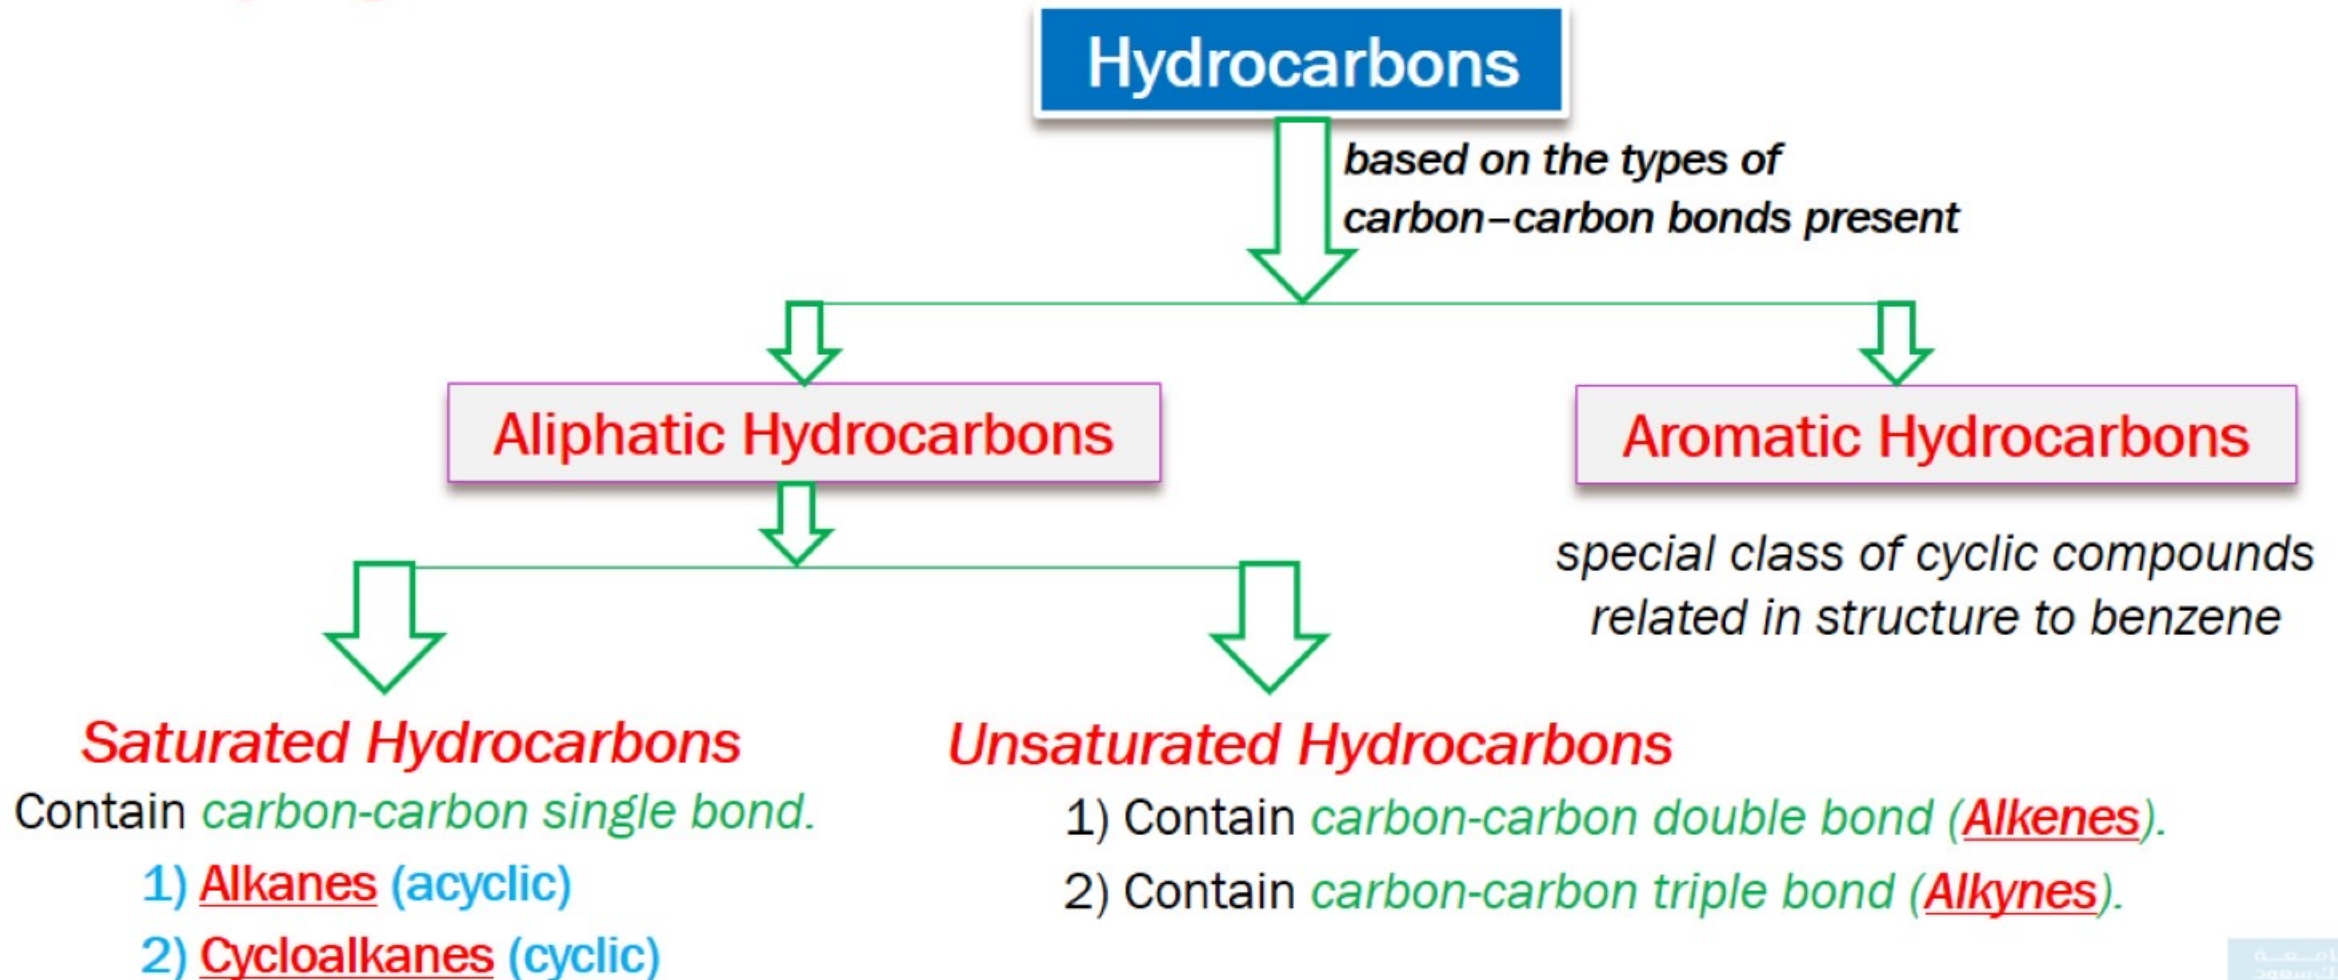 Hydrocarbons
based on the types of
carbon–carbon bonds present
Aliphatic Hydrocarbons
Aromatic Hydrocarbons
special class of cyclic compounds
related in structure to benzene
Saturated Hydrocarbons
Contain carbon-carbon single bond.
1) Alkanes (acyclic)
2) Cycloalkanes (cyclic)
Unsaturated Hydrocarbons
1) Contain carbon-carbon double bond (Alkenes).
2) Contain carbon-carbon triple bond (Alkynes).